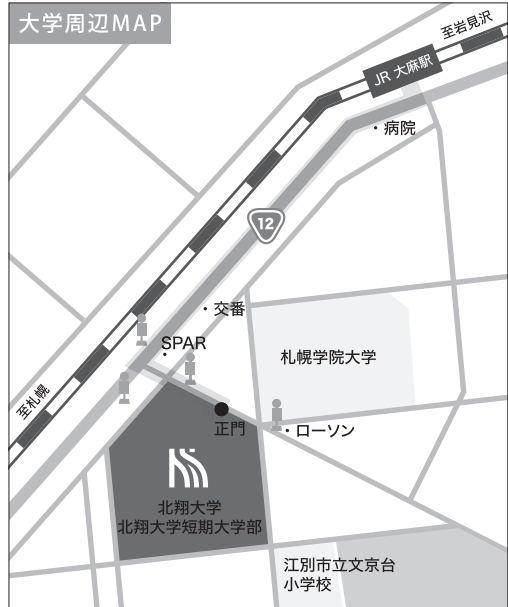 大学周辺MAP
至岩見沢
JR 大麻駅
・病院
12
・交番
SPAR
・
札幌学院大学
至札幌
正門
・ローソン
北翔大学
北翔大学短期大学部
江別市立文京台
小学校